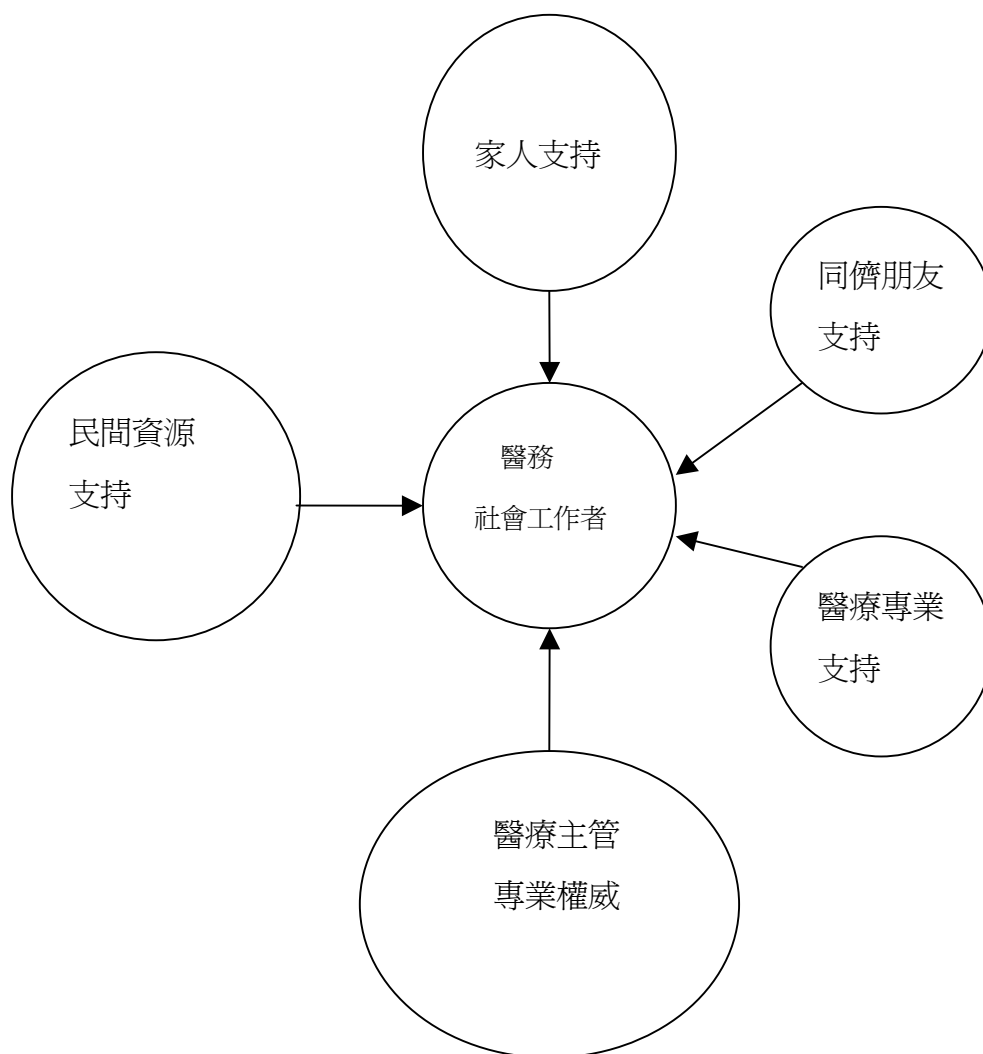 家人支持
同儕朋友
支持
民間資源
支持
醫務
社會工作者
醫療專業
支持
醫療主管
專業權威